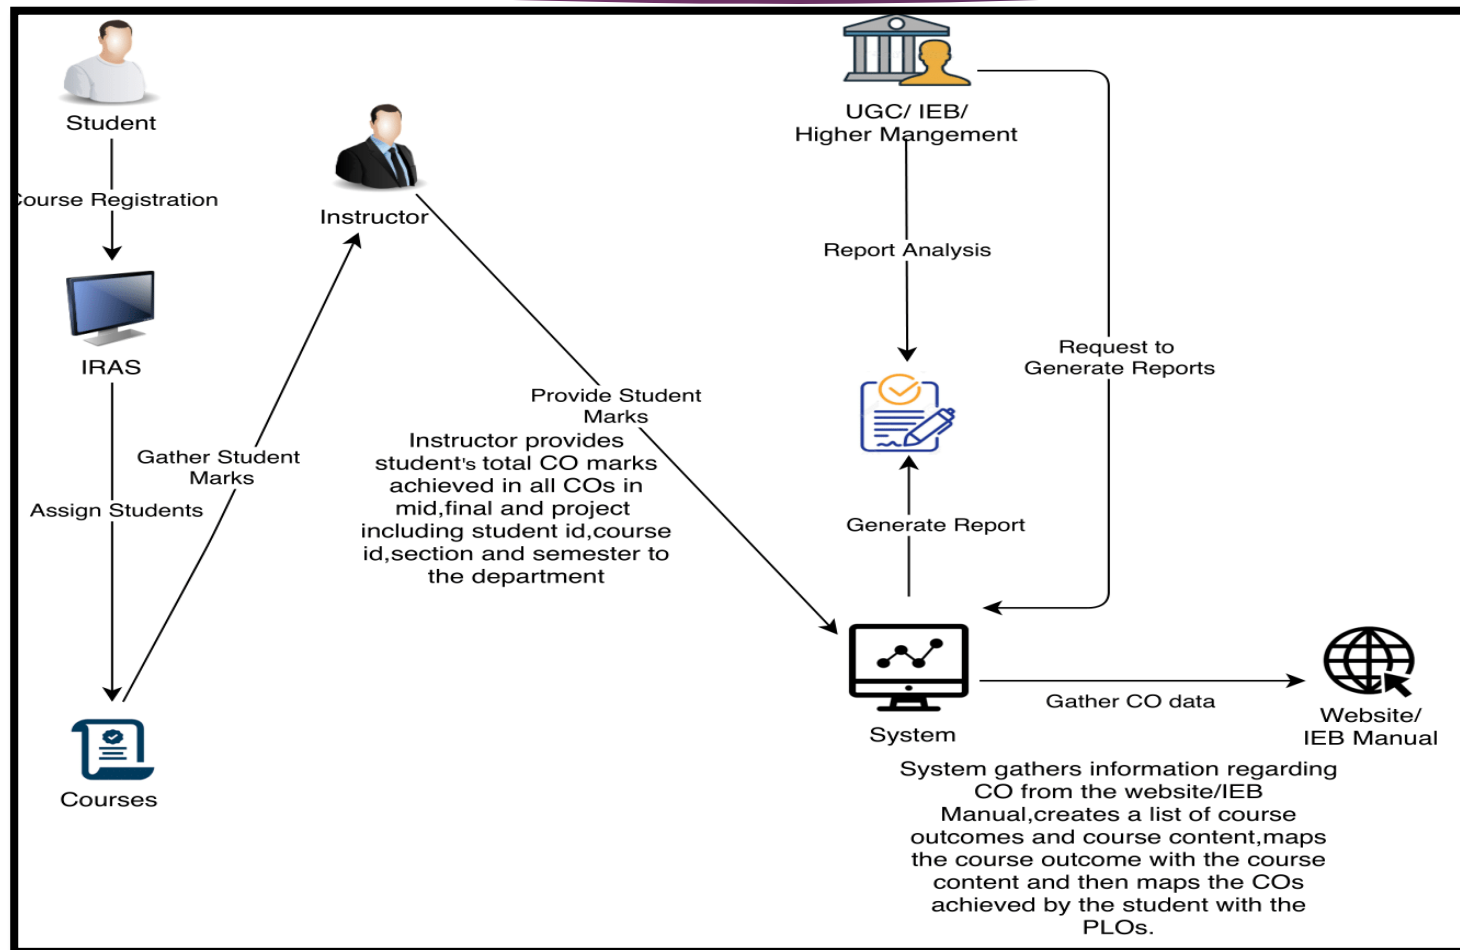 Student
Course Registration
IRAS
Assign Students
Courses
Gather Student
Marks
Instructor
Provide Student
Marks
Instructor provides
student's total CO marks
achieved in all COs in
mid,final and project
including student id,course
id,section and semester to
the department
UGC/ IEB/
Higher Mangement
Report Analysis
Request to
Generate Reports
Generate Report
System
Gather CO data
Website/
IEB Manual
System gathers information regarding
CO from the website/IEB
Manual,creates a list of course
outcomes and course content,maps
the course outcome with the course
content and then maps the COs
achieved by the student with the
PLOs.